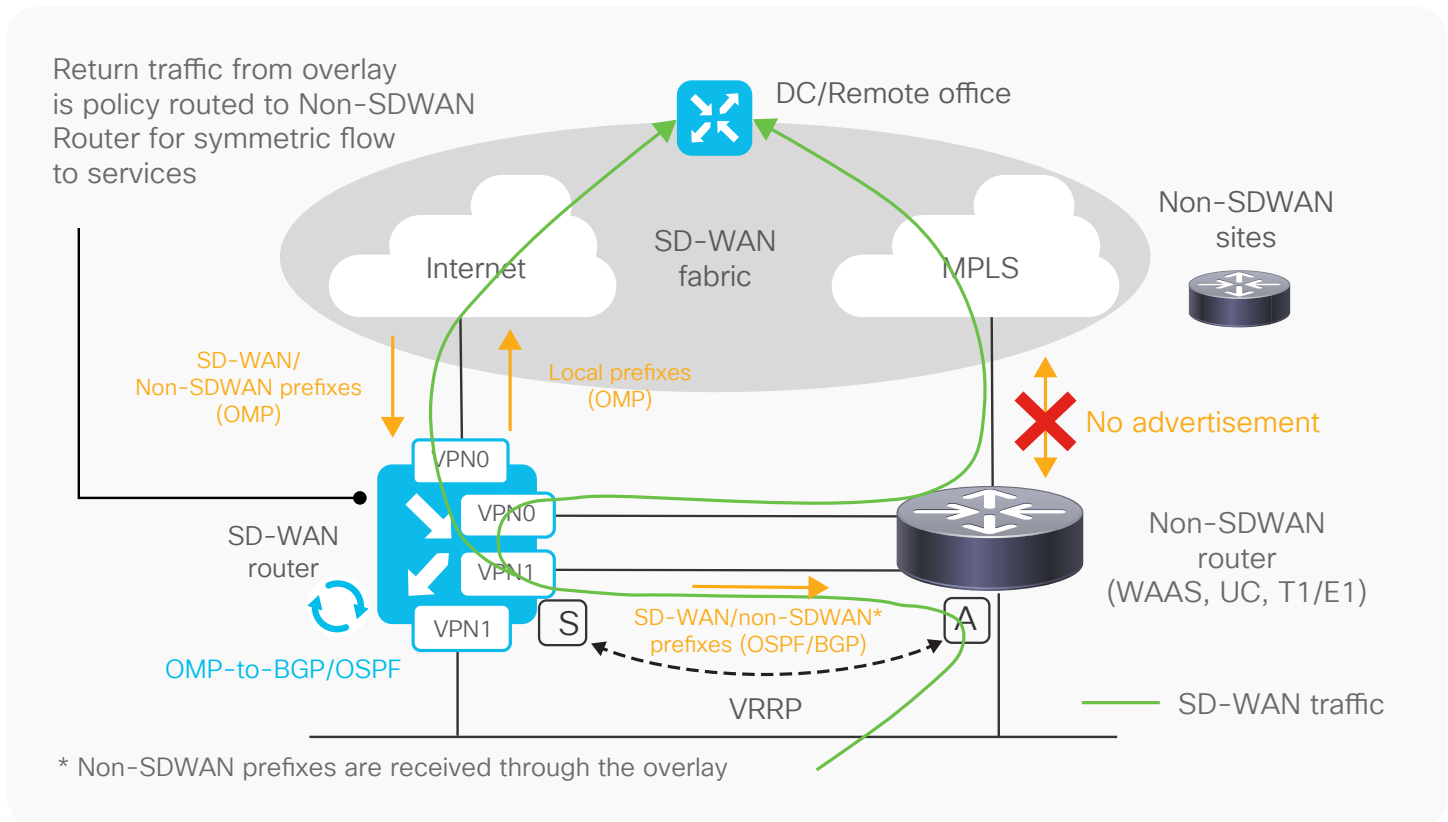 Return traffic from overlay
is policy routed to Non-SDWAN
Router for symmetric flow
to services
DC/Remote office
Non-SDWAN
sites
SD-WAN
fabric
Internet
MPLS
SD-WAN/
Non-SDWAN prefixes
(OMP)
Local prefixes
(OMP)
No advertisement
VPN0
VPN0
VPN1
VPN1
SD-WAN
router
Non-SDWAN
router
(WAAS, UC, T1/E1)
S
A
SD-WAN/non-SDWAN*
prefixes (OSPF/BGP)
OMP-to-BGP/OSPF
VRRP
SD-WAN traffic
* Non-SDWAN prefixes are received through the overlay